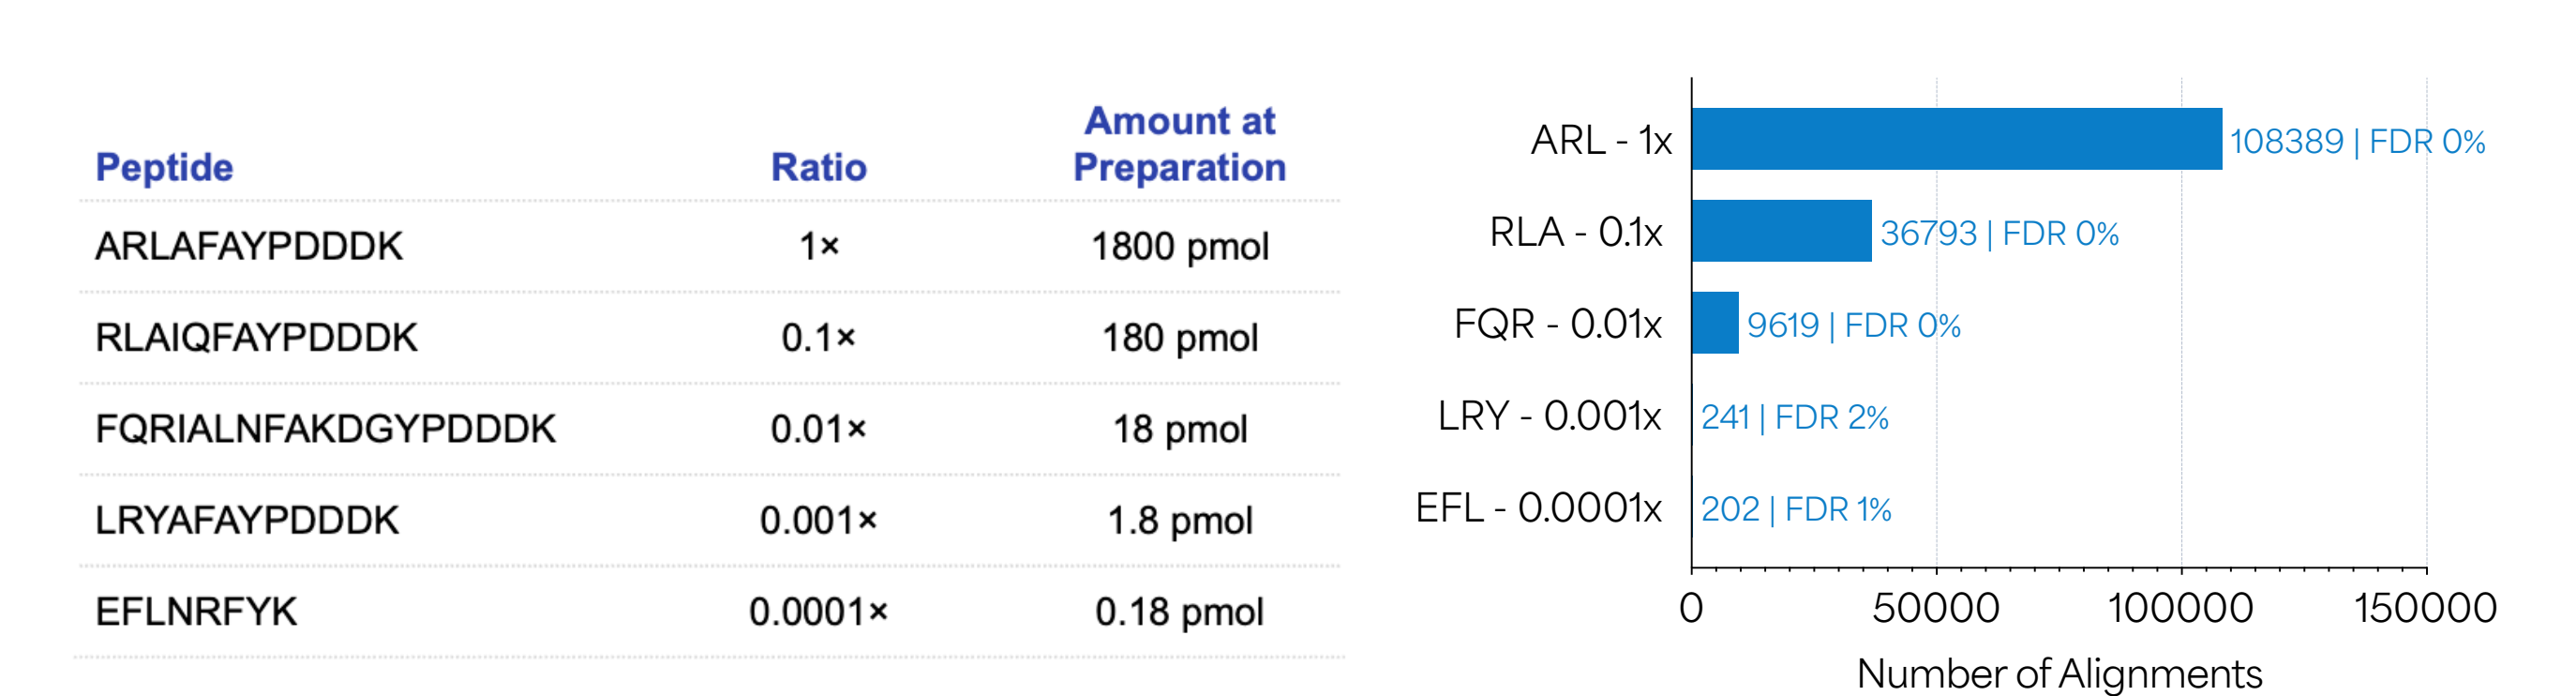 Peptide Ratio Amount at Preparation
ARLAFAYPDDDK 1× 1800 pmol
RLAIQFAYPDDDK 0.1× 180 pmol
FQRIALNFAKDGYPDDDK 0.01× 18 pmol
LRYAFAYPDDDK 0.001× 1.8 pmol
EFLNRFYK 0.0001× 0.18 pmol
ARL - 1x 108389 | FDR 0%
RLA - 0.1x 36793 | FDR 0%
FQR - 0.01x 9619 | FDR 0%
LRY - 0.001x 241 | FDR 2%
EFL - 0.0001x 202 | FDR 1%
0 50000 100000 150000
Number of Alignments